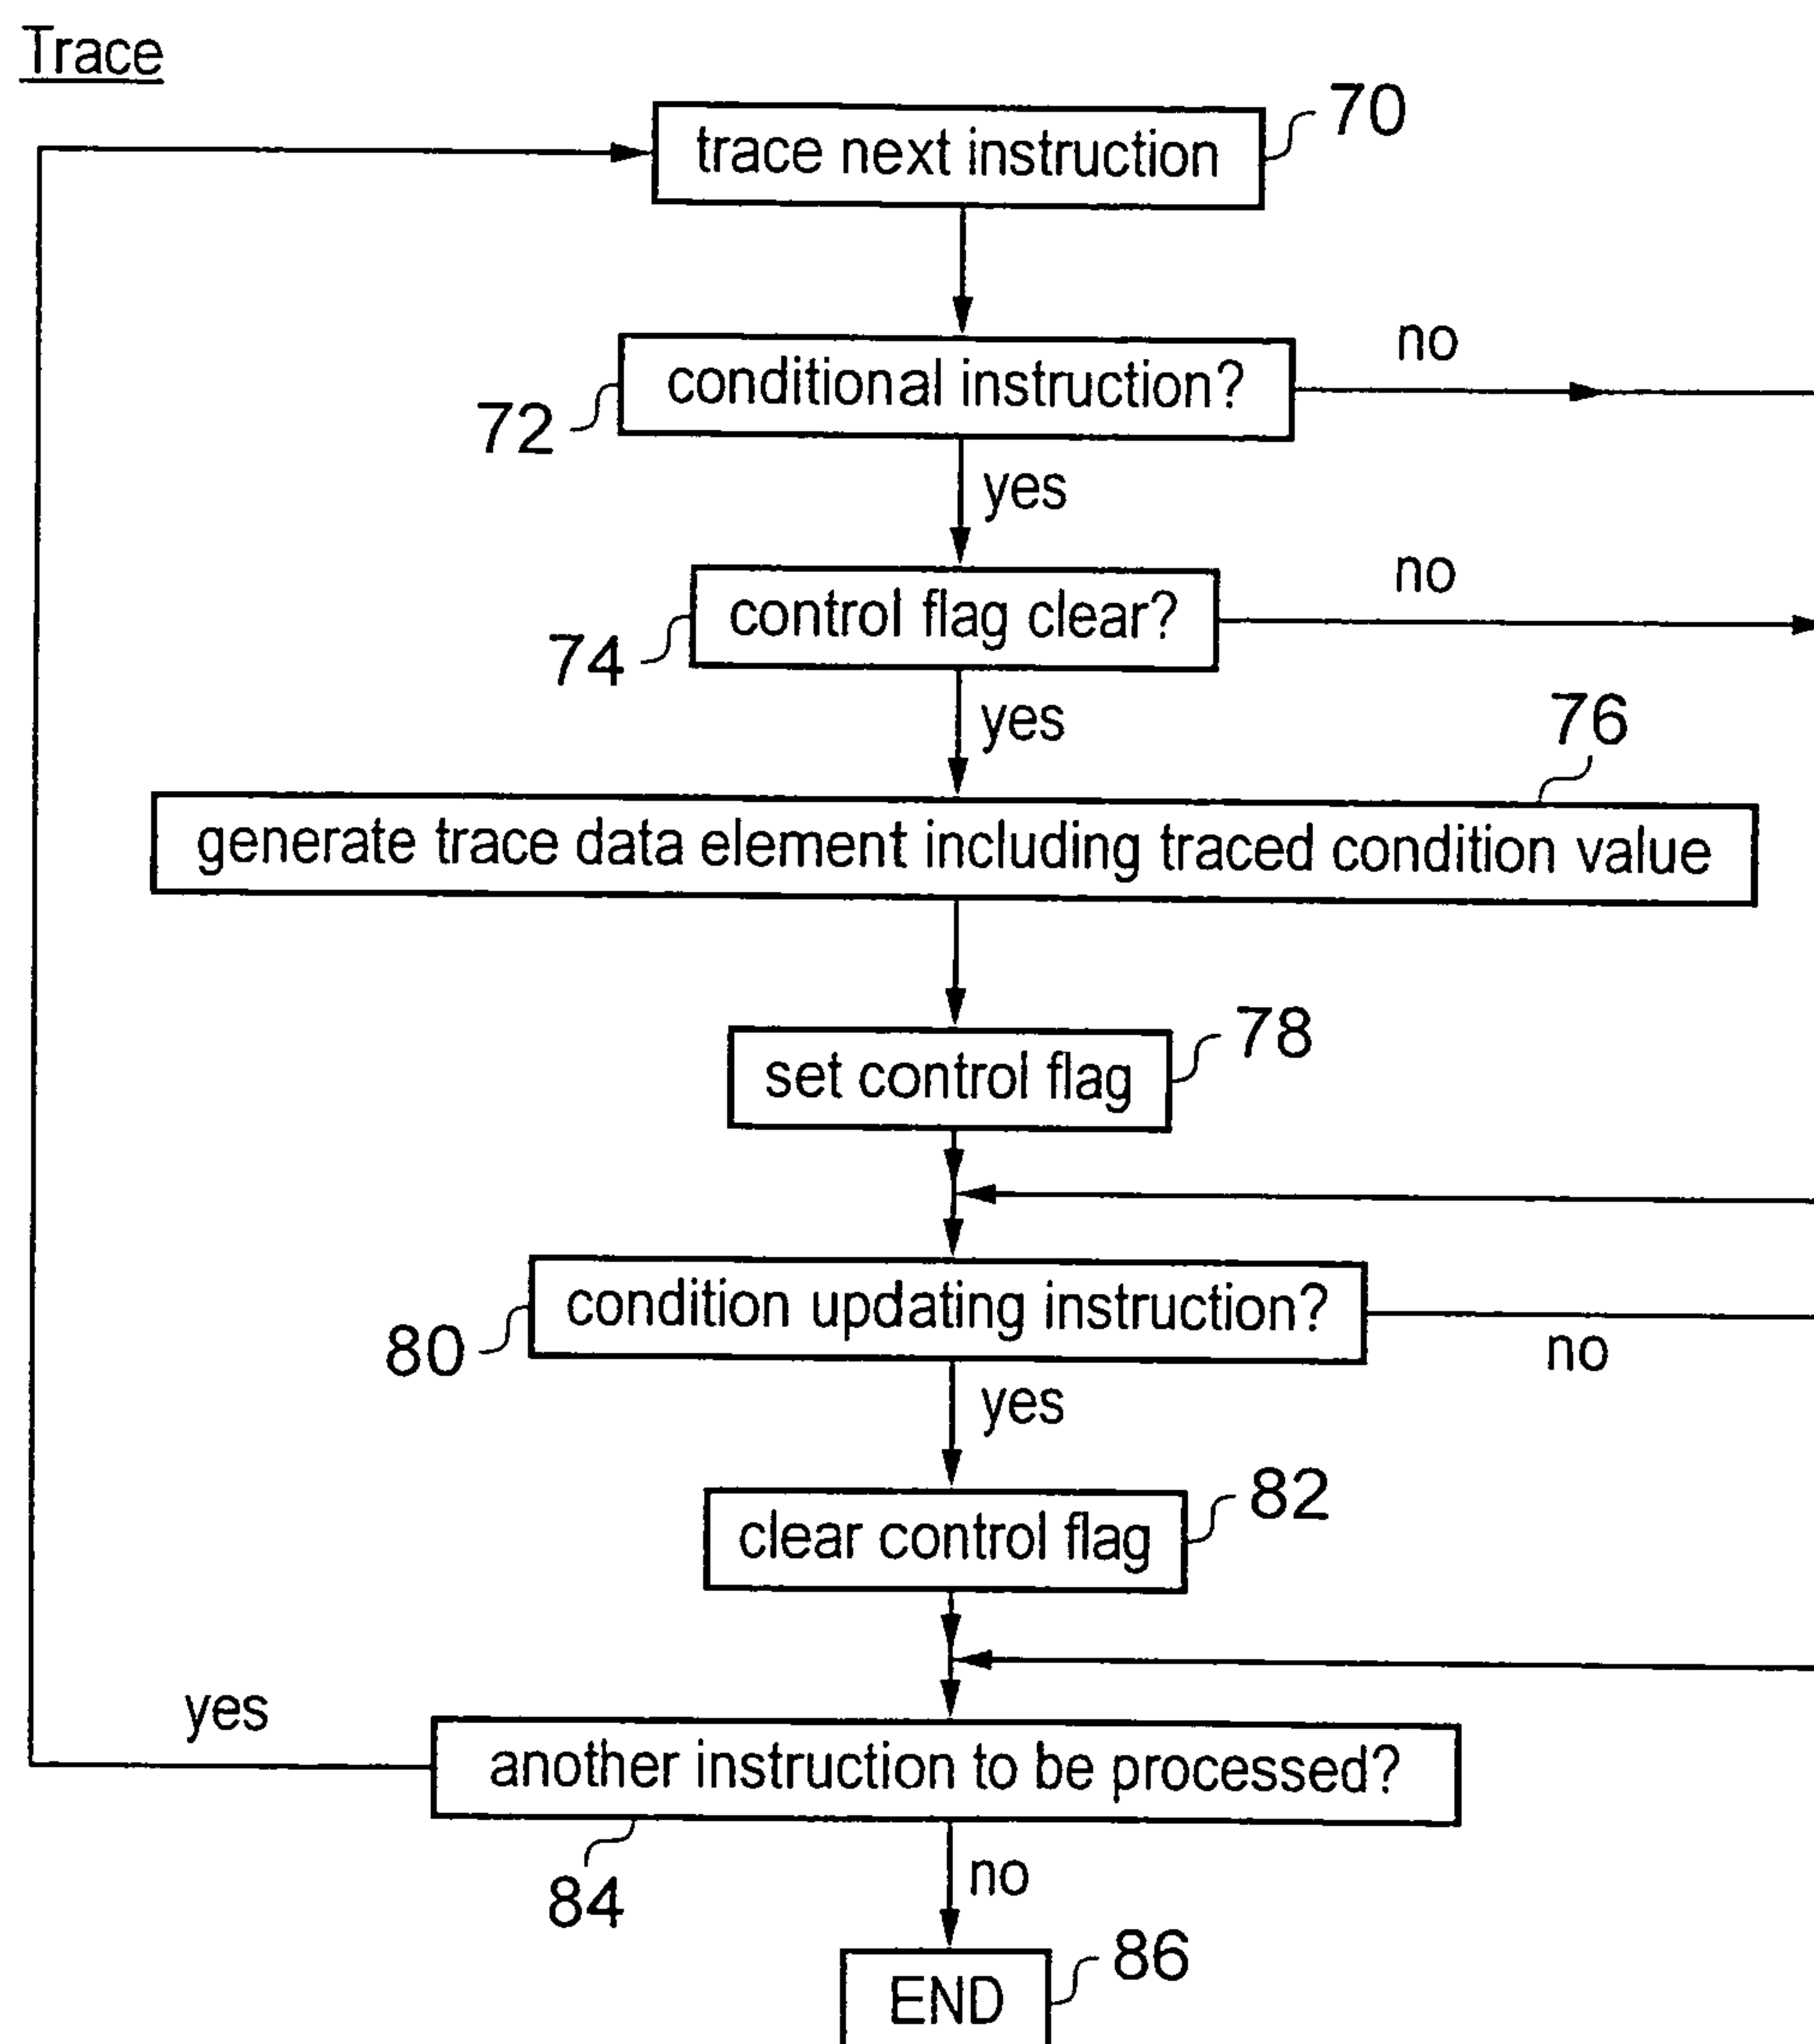 Trace
trace next instruction
70
conditional instruction?
no
72
yes
control flag clear?
no
74
yes
76
generate trace data element including traced condition value
set control flag
78
condition updating instruction?
80
no
yes
clear control flag
82
yes
another instruction to be processed?
84
no
END
86